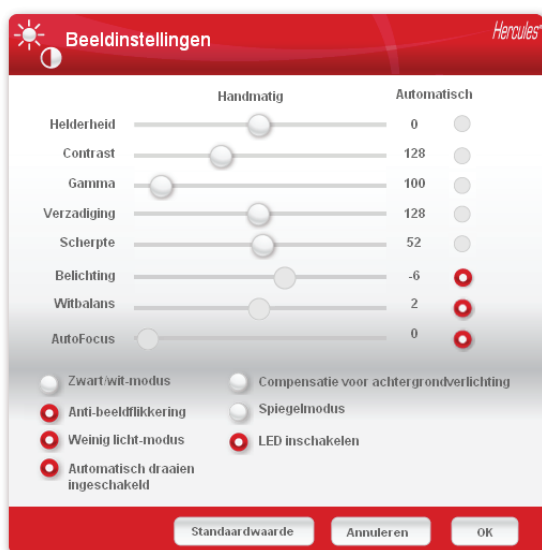 Beeldinstellingen
Hercules
Handmatig Automatisch
Helderheid 0
Contrast 128
Gamma 100
Verzadiging 128
Scherpte 52
Belichting -6
Witbalans 2
AutoFocus 0
Zwart/wit-modus Compensatie voor achtergrondverlichting
Anti-beeldflikkering Spiegelmodus
Weinig licht-modus LED inschakelen
Automatisch draaien
ingeschakeld
Standaardwaarde Annuleren OK